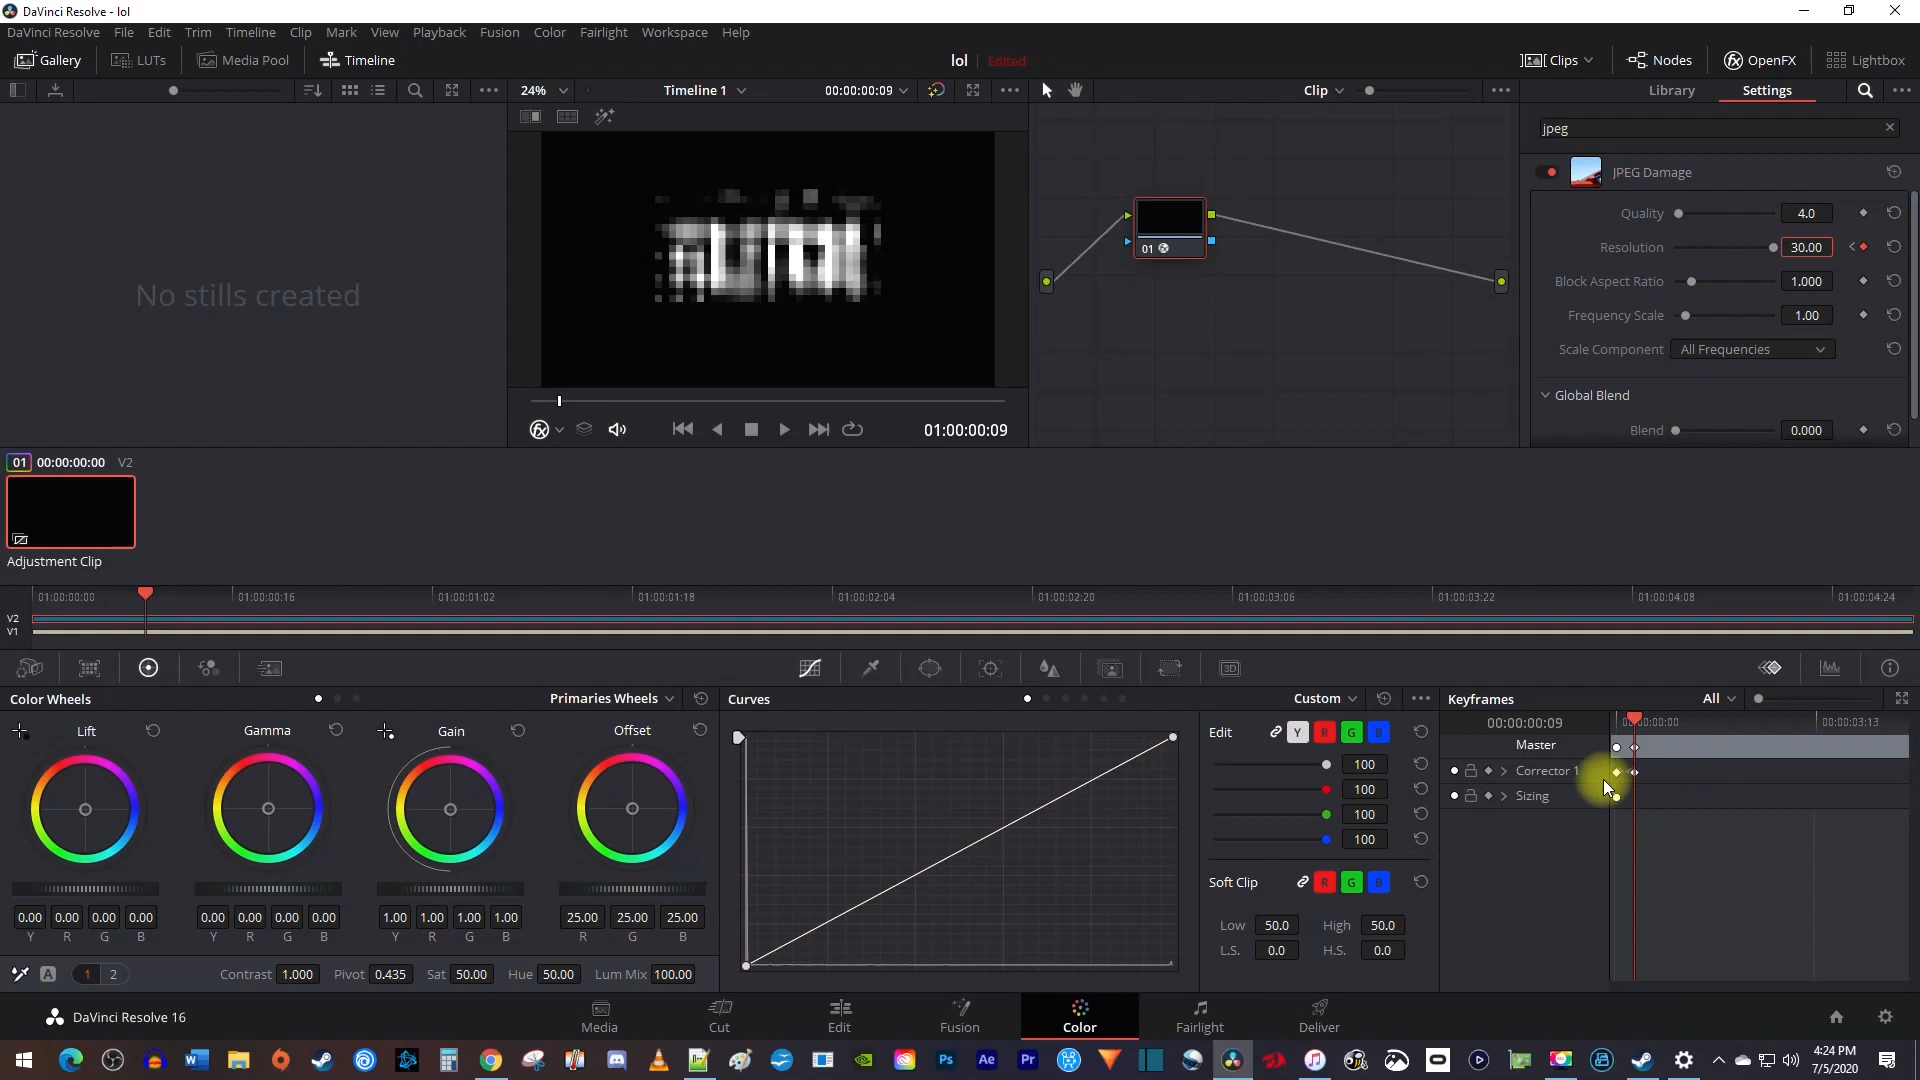 DaVinci Resolve - lol
DaVinci Resolve File Edit Trim Timeline Clip Mark View Playback Fusion Color Fairlight Workspace Help
Gallery LUTs Media Pool Timeline lol Edited Clips Nodes OpenFX Lightbox
24% Timeline 1 00:00:00:09 Clip Library Settings
jpeg
JPEG Damage
Quality 4.0
Resolution 30.00
Block Aspect Ratio 1.000
Frequency Scale 1.00
Scale Component All Frequencies
Global Blend
Blend 0.000
No stills created
01:00:00:09
01 
01 00:00:00:00 V2
Adjustment Clip
01:00:00:00 01:00:00:16 01:00:01:02 01:00:01:18 01:00:02:04 01:00:02:20 01:00:03:06 01:00:03:22 01:00:04:08 01:00:04:24
V2
V1
3D
Color Wheels Primaries Wheels Curves Custom Keyframes All
Lift Gamma Gain Offset
0.00 0.00 0.00 0.00 0.00 0.00 0.00 0.00 1.00 1.00 1.00 1.00 25.00 25.00 25.00
Y R G B Y R G B Y R G B R G B
A 1 2 Contrast 1.000 Pivot 0.435 Sat 50.00 Hue 50.00 Lum Mix 100.00
Edit Y R G B
100
100
100
100
Soft Clip R G B
Low 50.0 High 50.0
L.S. 0.0 H.S. 0.0
00:00:00:09 00:00:03:13
Master
Corrector 1
Sizing
DaVinci Resolve 16
Media Cut Edit Fusion Color Fairlight Deliver
Ps Ae Pr
4:24 PM
7/5/2020